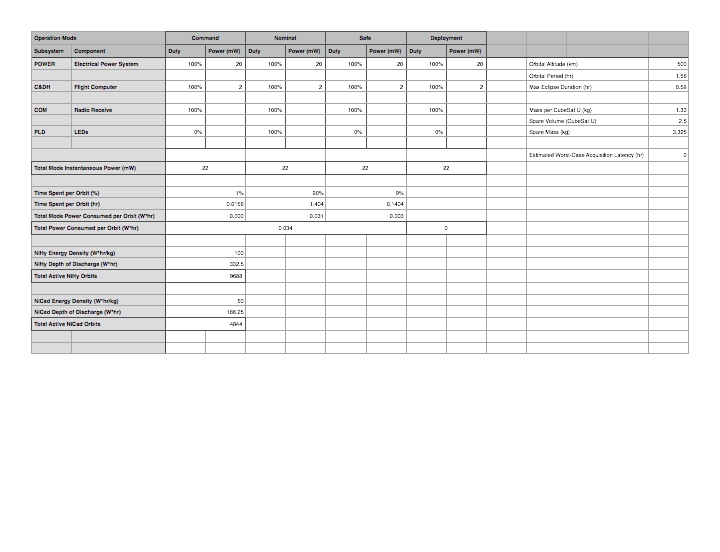 Operation Mode Command Nominal Safe Deployment
Subsystem Component Duty Power (mW) Duty Power (mW) Duty Power (mW) Duty Power (mW)
POWER Electrical Power System 100% 20 100% 20 100% 20 100% 20 Orbital Altitude (km) 500
Orbital Period (hr) 1.56
C&DH Flight Computer 100% 2 100% 2 100% 2 100% 2 Max Eclipse Duration (hr) 0.59
COM Radio Receive 100% 100% 100% 100% Mass per CubeSat U (kg) 1.33
Spare Volume (CubeSat U) 2.5
PLD LEDs 0% 100% 0% 0% Spare Mass (kg) 3.325
Estimated Worst-Case Acquisition Latency (hr) 0
Total Mode Instantaneous Power (mW) 22 22 22 22
Time Spent per Orbit (%) 1% 90% 9%
Time Spent per Orbit (hr) 0.0156 1.404 0.1404
Total Mode Power Consumed per Orbit (W*hr) 0.000 0.031 0.003
Total Power Consumed per Orbit (W*hr) 0.034 0
NiHy Energy Density (W*hr/kg) 100
NiHy Depth of Discharge (W*hr) 332.5
Total Active NiHy Orbits 9688
NiCad Energy Density (W*hr/kg) 50
NiCad Depth of Discharge (W*hr) 166.25
Total Active NiCad Orbits 4844